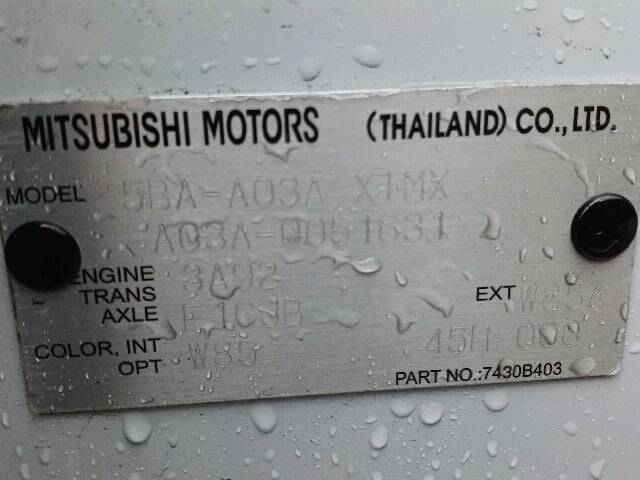 MITSUBISHI MOTORS (THAILAND) CO., LTD.
MODEL 5BA-A03A XTMX
A03A-0051631
ENGINE 3A92
TRANS
AXLE F1CJB
EXT W85A
COLOR, INT W85 45H 000
OPT
PART NO.:7430B403